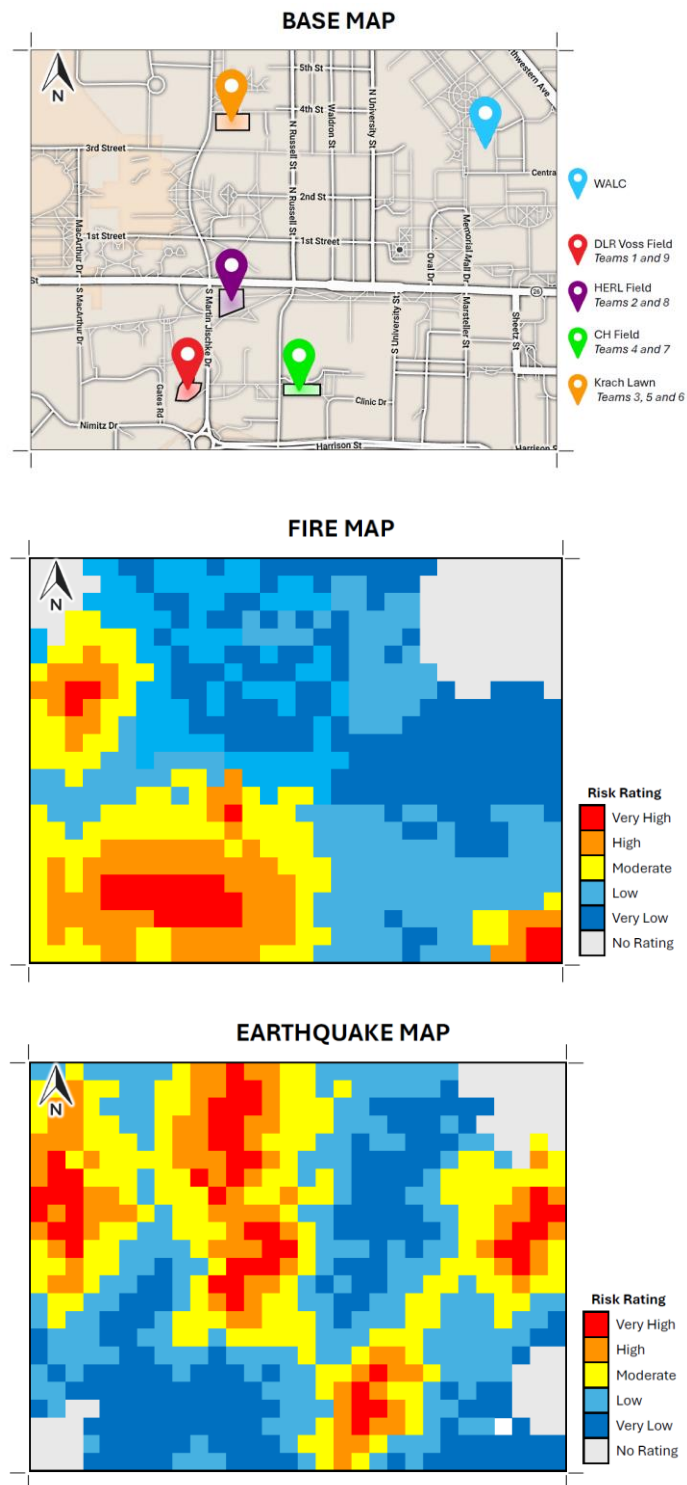 BASE MAP
N
5th St
4th St
N Russell St
Waldron St
N University St
thwestern Ave
3rd Street
Centra
N Russell St
2nd St
MacArthur Dr
1st Street
1st Street
Memorial Mall Dr
Oval Dr
St
26
S MacArthur Dr
S Martin Jischke Dr
S University St
Marsteller St
Sheetz St
Gates Rd
Clinic Dr
Nimitz Dr
Harrison St
Harrison S
WALC
DLR Voss Field
Teams 1 and 9
HERL Field
Teams 2 and 8
CH Field
Teams 4 and 7
Krach Lawn
Teams 3, 5 and 6
FIRE MAP
N
Risk Rating
Very High
High
Moderate
Low
Very Low
No Rating
EARTHQUAKE MAP
N
Risk Rating
Very High
High
Moderate
Low
Very Low
No Rating